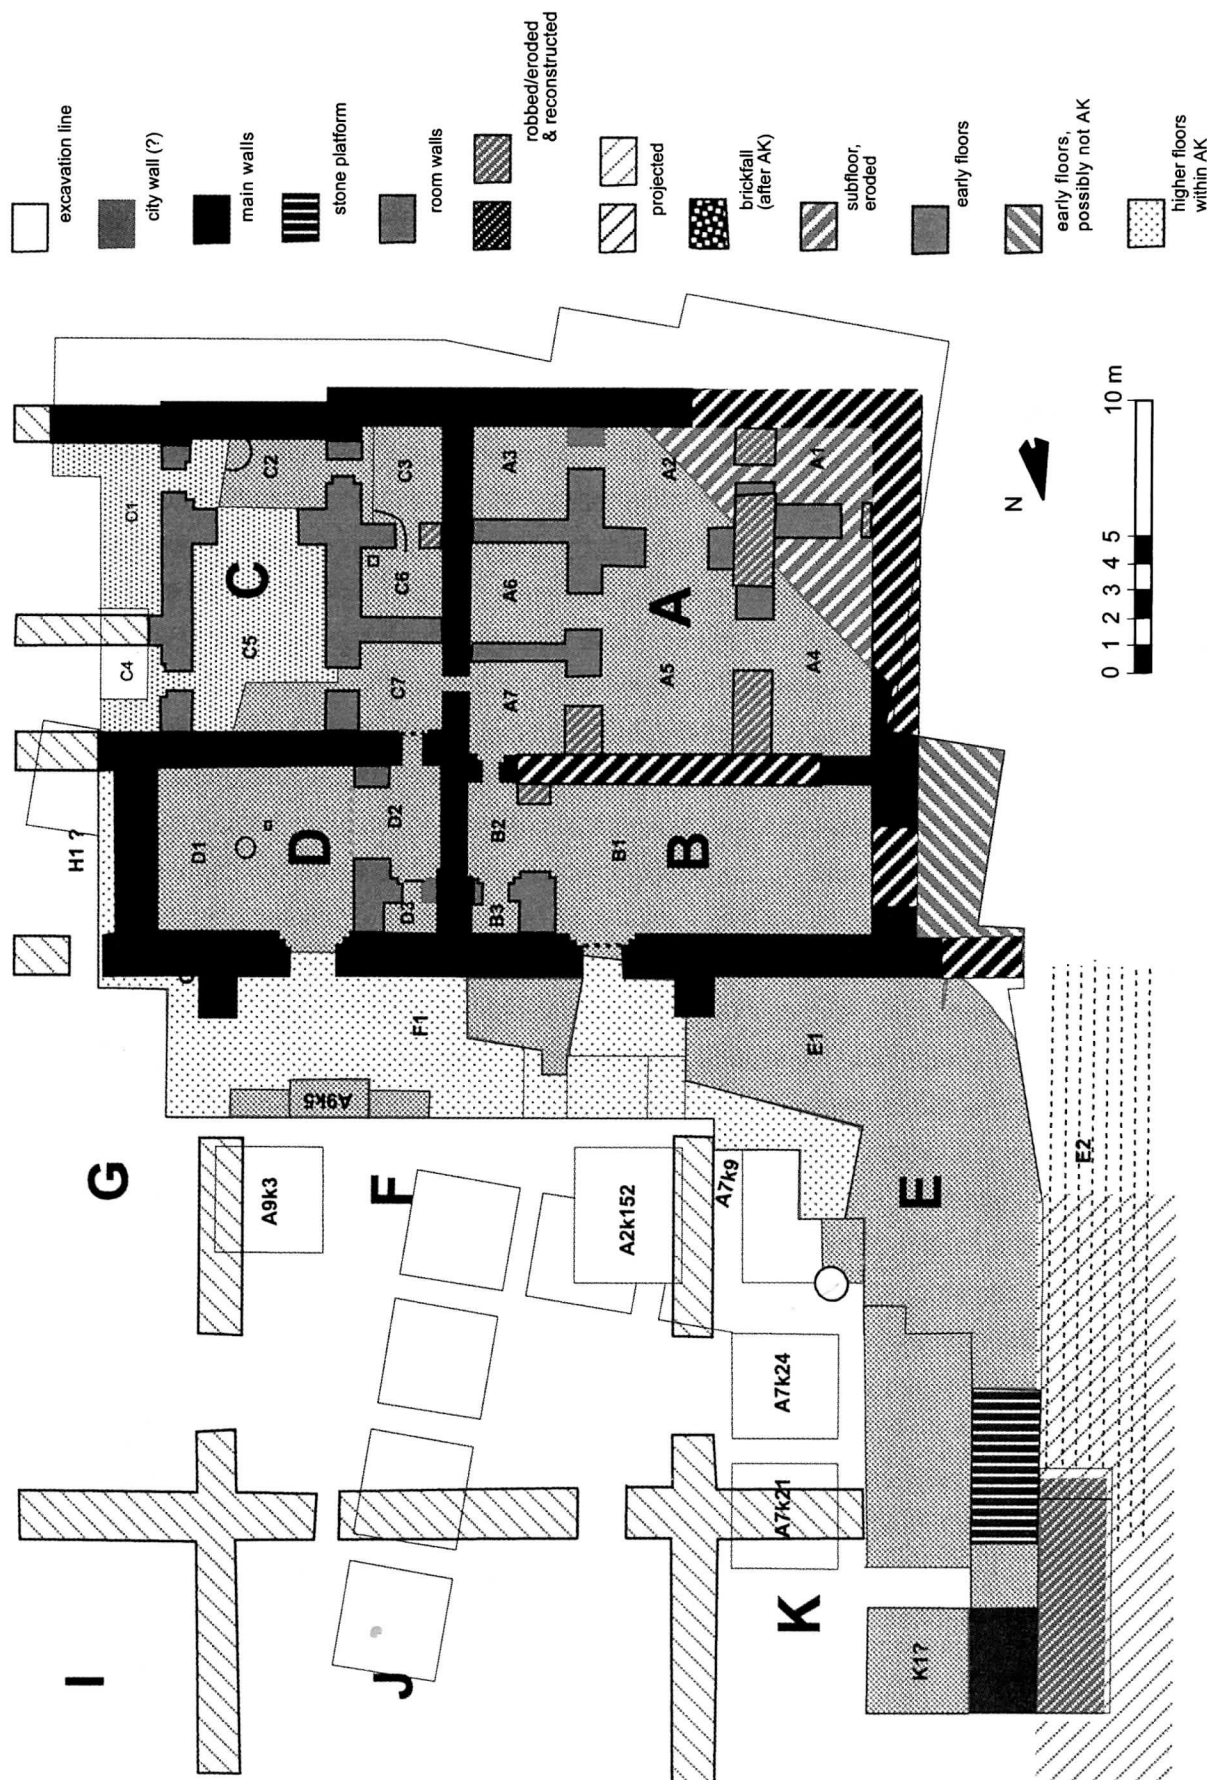 excavation line
city wall (?)
main walls
stone platform
room walls
robbed/eroded
& reconstructed
projected
brickfall
(after AK)
subfloor,
eroded
early floors
early floors,
possibly not AK
higher floors
within AK
C1
C2
C3
C
C4
C5
C6
C7
A3
A2
A1
A6
A
A7
A5
A4
H1 ?
D1
D
D2
D3
B2
B3
B1
B
N
0 1 2 3 4 5 10 m
F1
E1
A9k5
G
A9k3
F
A2k152
A7k9
E
E2
A7k24
A7k21
I
J
K
K1?